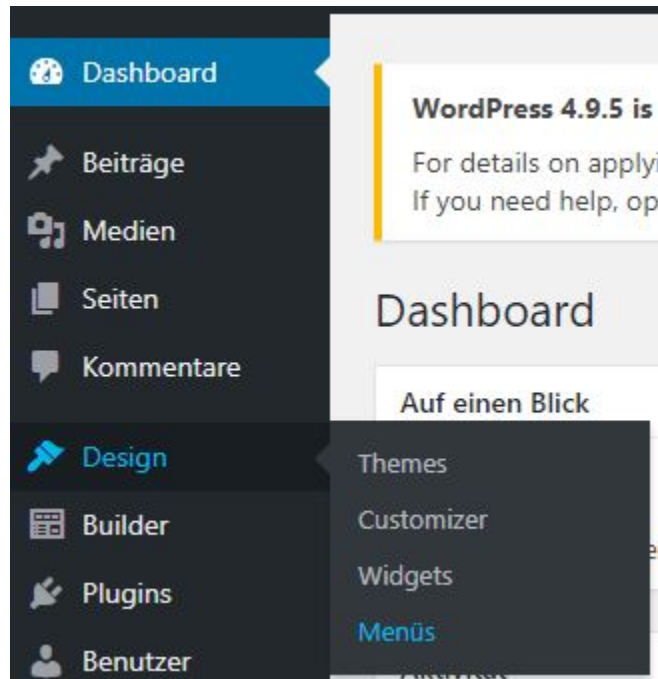 Dashboard
WordPress 4.9.5 is
Beiträge
For details on applyi
If you need help, op
Medien
Seiten
Dashboard
Kommentare
Auf einen Blick
Design
Themes
Builder
Customizer
Plugins
Widgets
Menüs
Benutzer